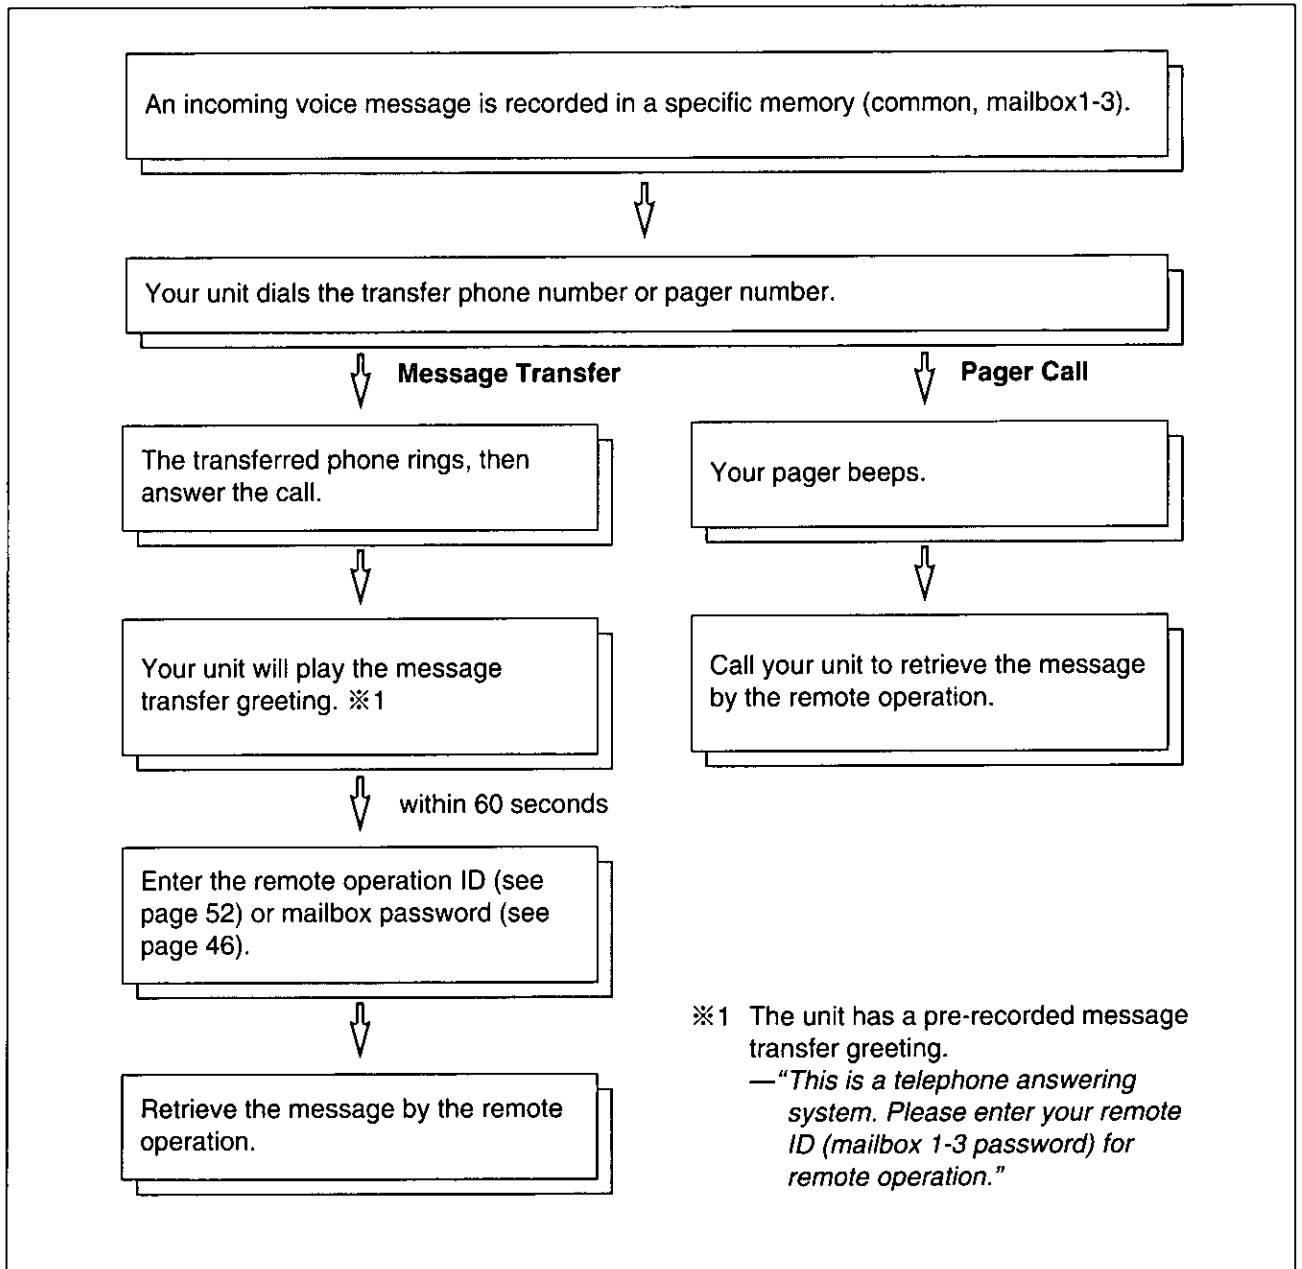 An incoming voice message is recorded in a specific memory (common, mailbox1-3).
Your unit dials the transfer phone number or pager number.
Message Transfer
Pager Call
The transferred phone rings, then
answer the call.
Your pager beeps.
Your unit will play the message
transfer greeting. ※1
Call your unit to retrieve the message
by the remote operation.
within 60 seconds
Enter the remote operation ID (see
page 52) or mailbox password (see
page 46).
Retrieve the message by the remote
operation.
※1 The unit has a pre-recorded message
transfer greeting.
—“This is a telephone answering
system. Please enter your remote
ID (mailbox 1-3 password) for
remote operation.”